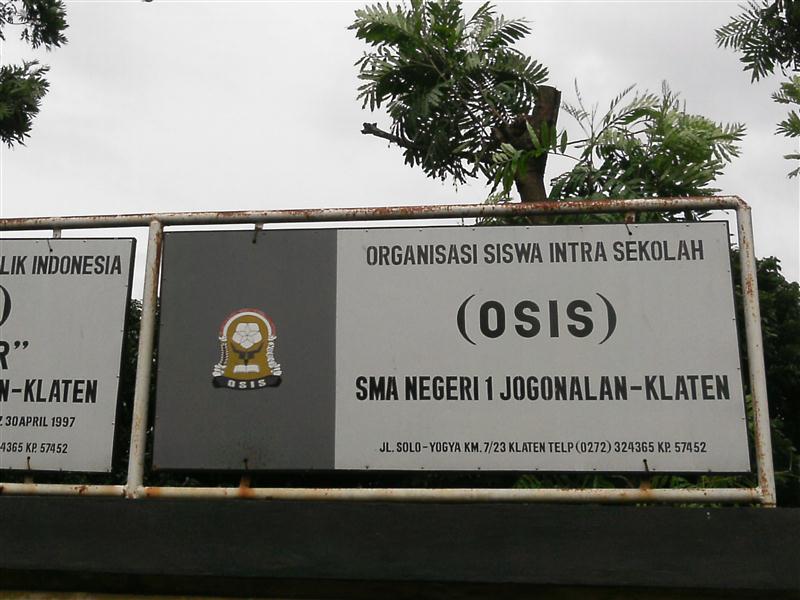 LIK INDONESIA
)
R”
N-KLATEN
30 APRIL 1997
4365 KP. 57452
OSIS
ORGANISASI SISWA INTRA SEKOLAH
(OSIS)
SMA NEGERI 1 JOGONALAN-KLATEN
JL. SOLO-YOGYA KM. 7/23 KLATEN TELP (0272) 324365 KP. 57452